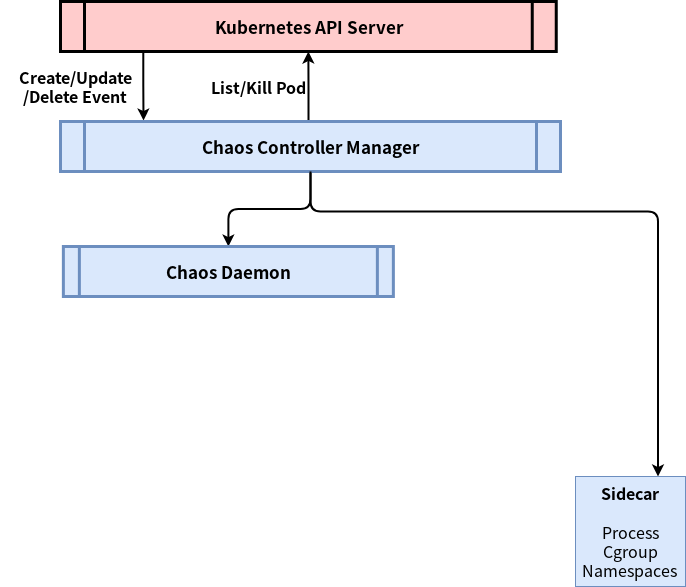 Kubernetes API Server
Create/Update
/Delete Event
List/Kill Pod
Chaos Controller Manager
Chaos Daemon
Sidecar
Process
Cgroup
Namespaces